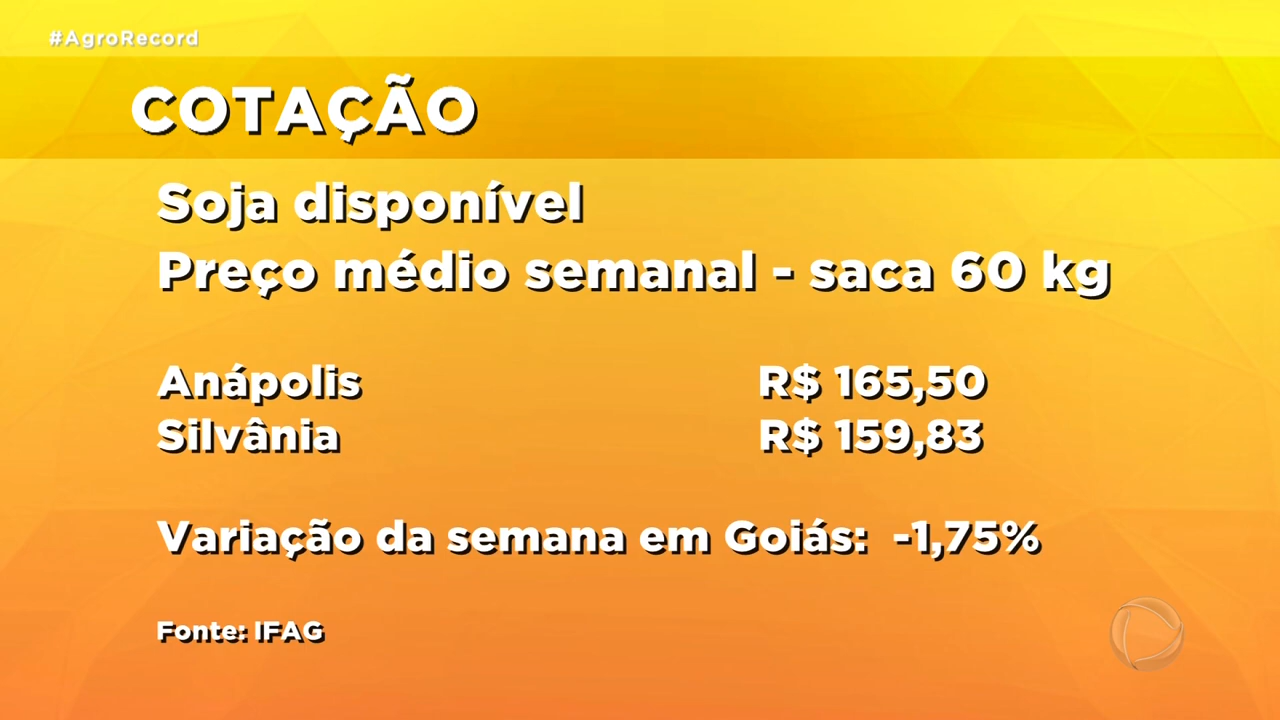 #AgroRecord
COTAÇÃO
Soja disponível
Preço médio semanal - saca 60 kg
Anápolis R$ 165,50
Silvânia R$ 159,83
Variação da semana em Goiás: -1,75%
Fonte: IFAG